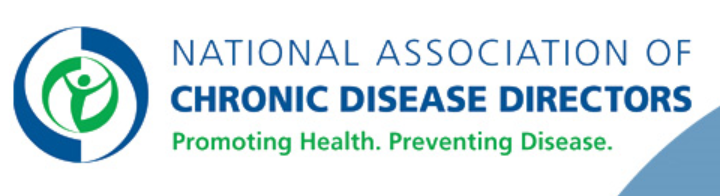 NATIONAL ASSOCIATION OF
CHRONIC DISEASE DIRECTORS
Promoting Health. Preventing Disease.